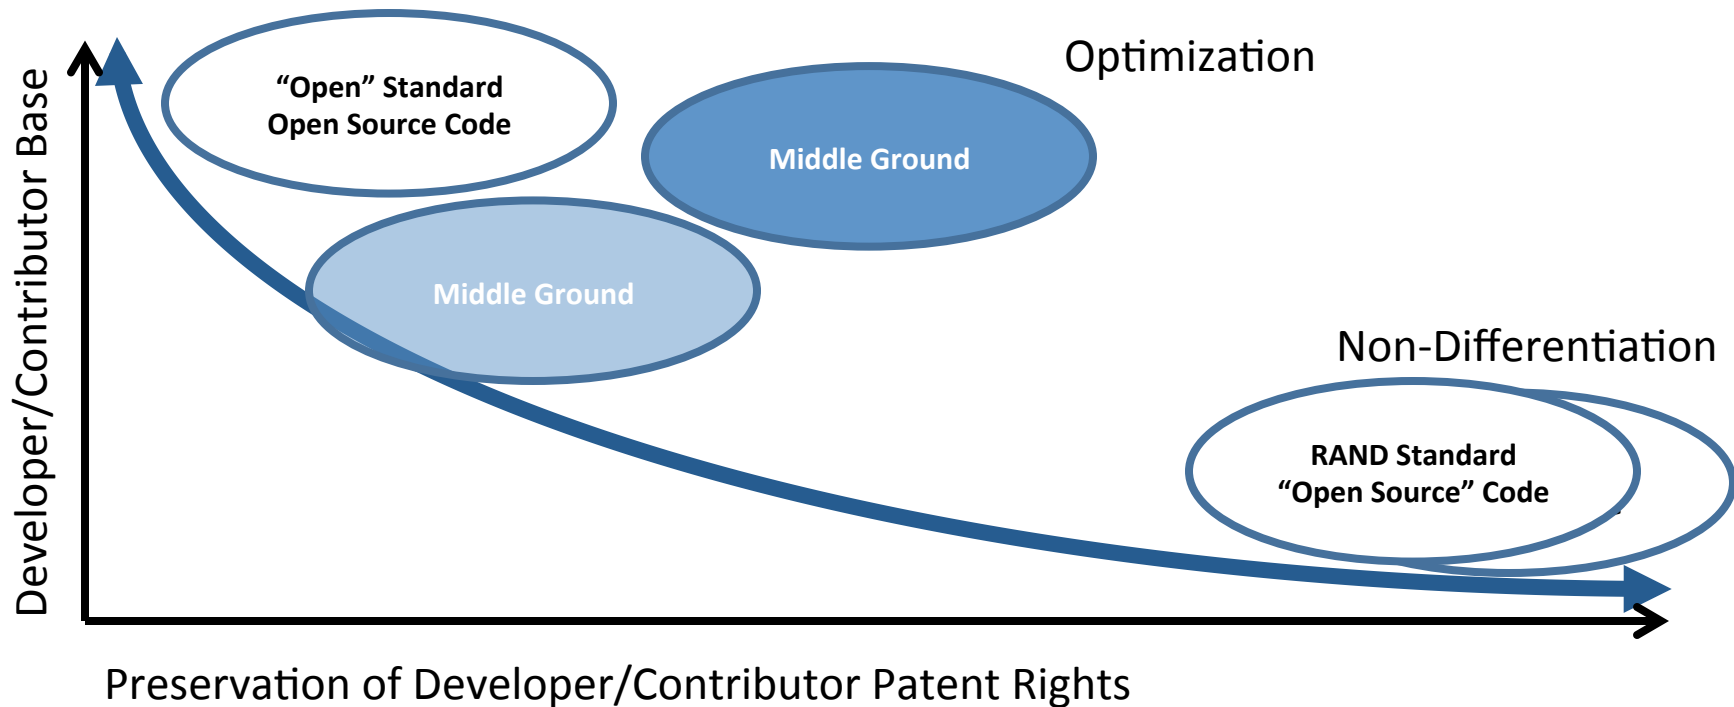 Developer/Contributor Base
“Open” Standard
Open Source Code
Optimization
Middle Ground
Middle Ground
Non-Differentiation
RAND Standard
“Open Source” Code
Preservation of Developer/Contributor Patent Rights